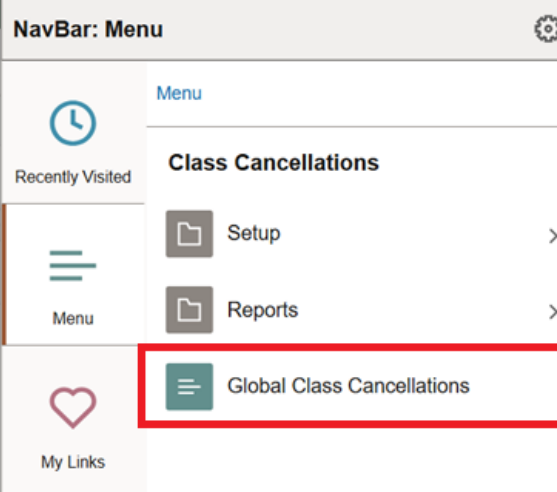 NavBar: Menu
Menu
Recently Visited
Class Cancellations
Setup
Menu
Reports
Global Class Cancellations
My Links